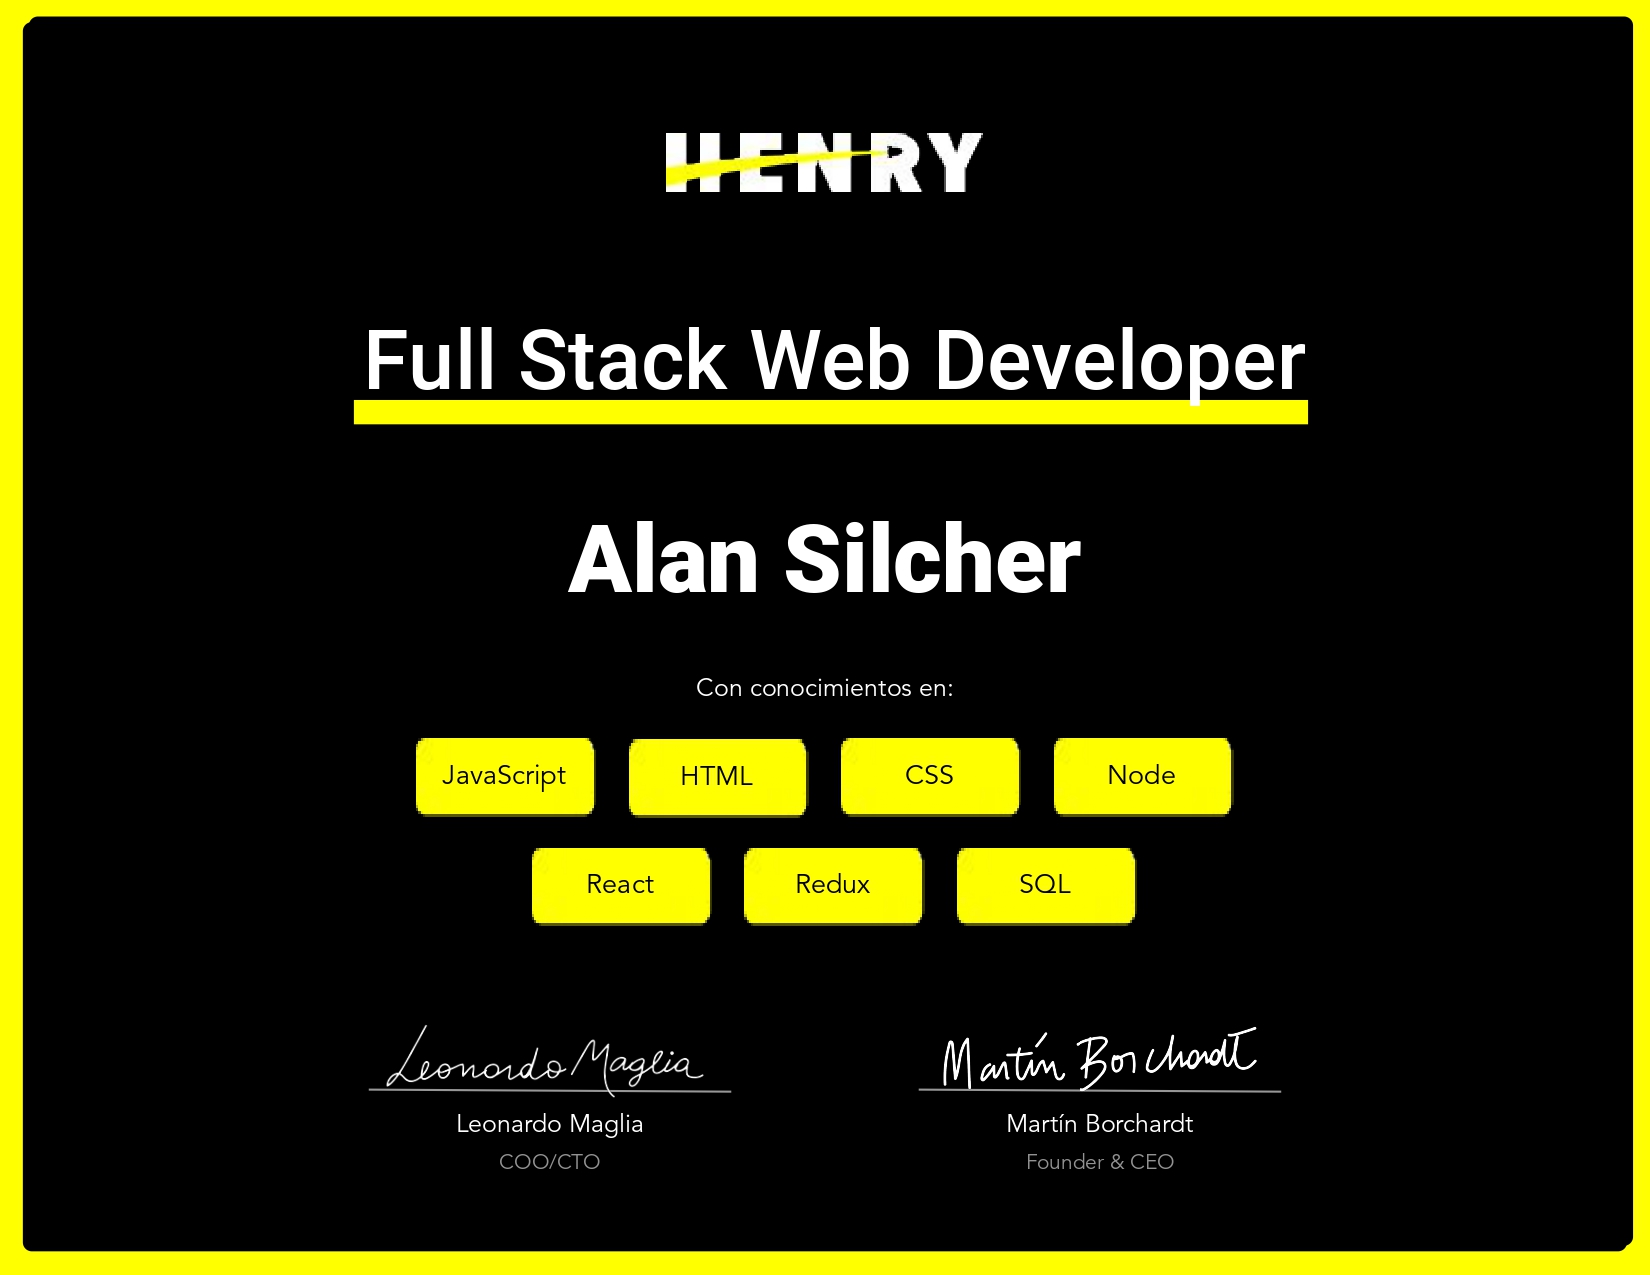 HENRY
Full Stack Web Developer
Alan Silcher
Con conocimientos en:
JavaScript HTML CSS Node
React Redux SQL
Leonardo Maglia Martín Borchardt
Leonardo Maglia Martín Borchardt
COO/CTO Founder & CEO